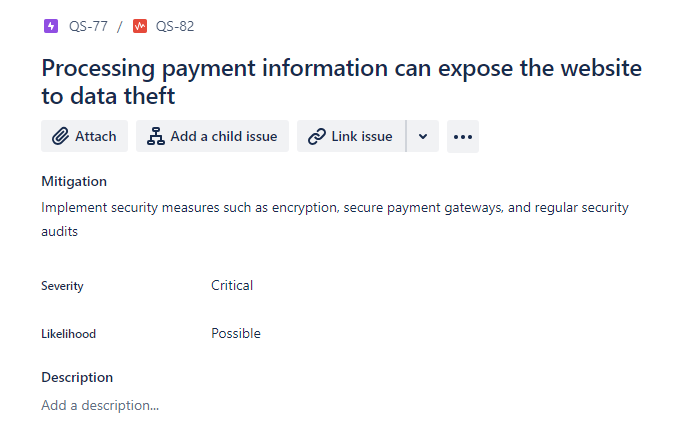 QS-77 / QS-82
Processing payment information can expose the website
to data theft
Attach Add a child issue Link issue
Mitigation
Implement security measures such as encryption, secure payment gateways, and regular security
audits
Severity Critical
Likelihood Possible
Description
Add a description...